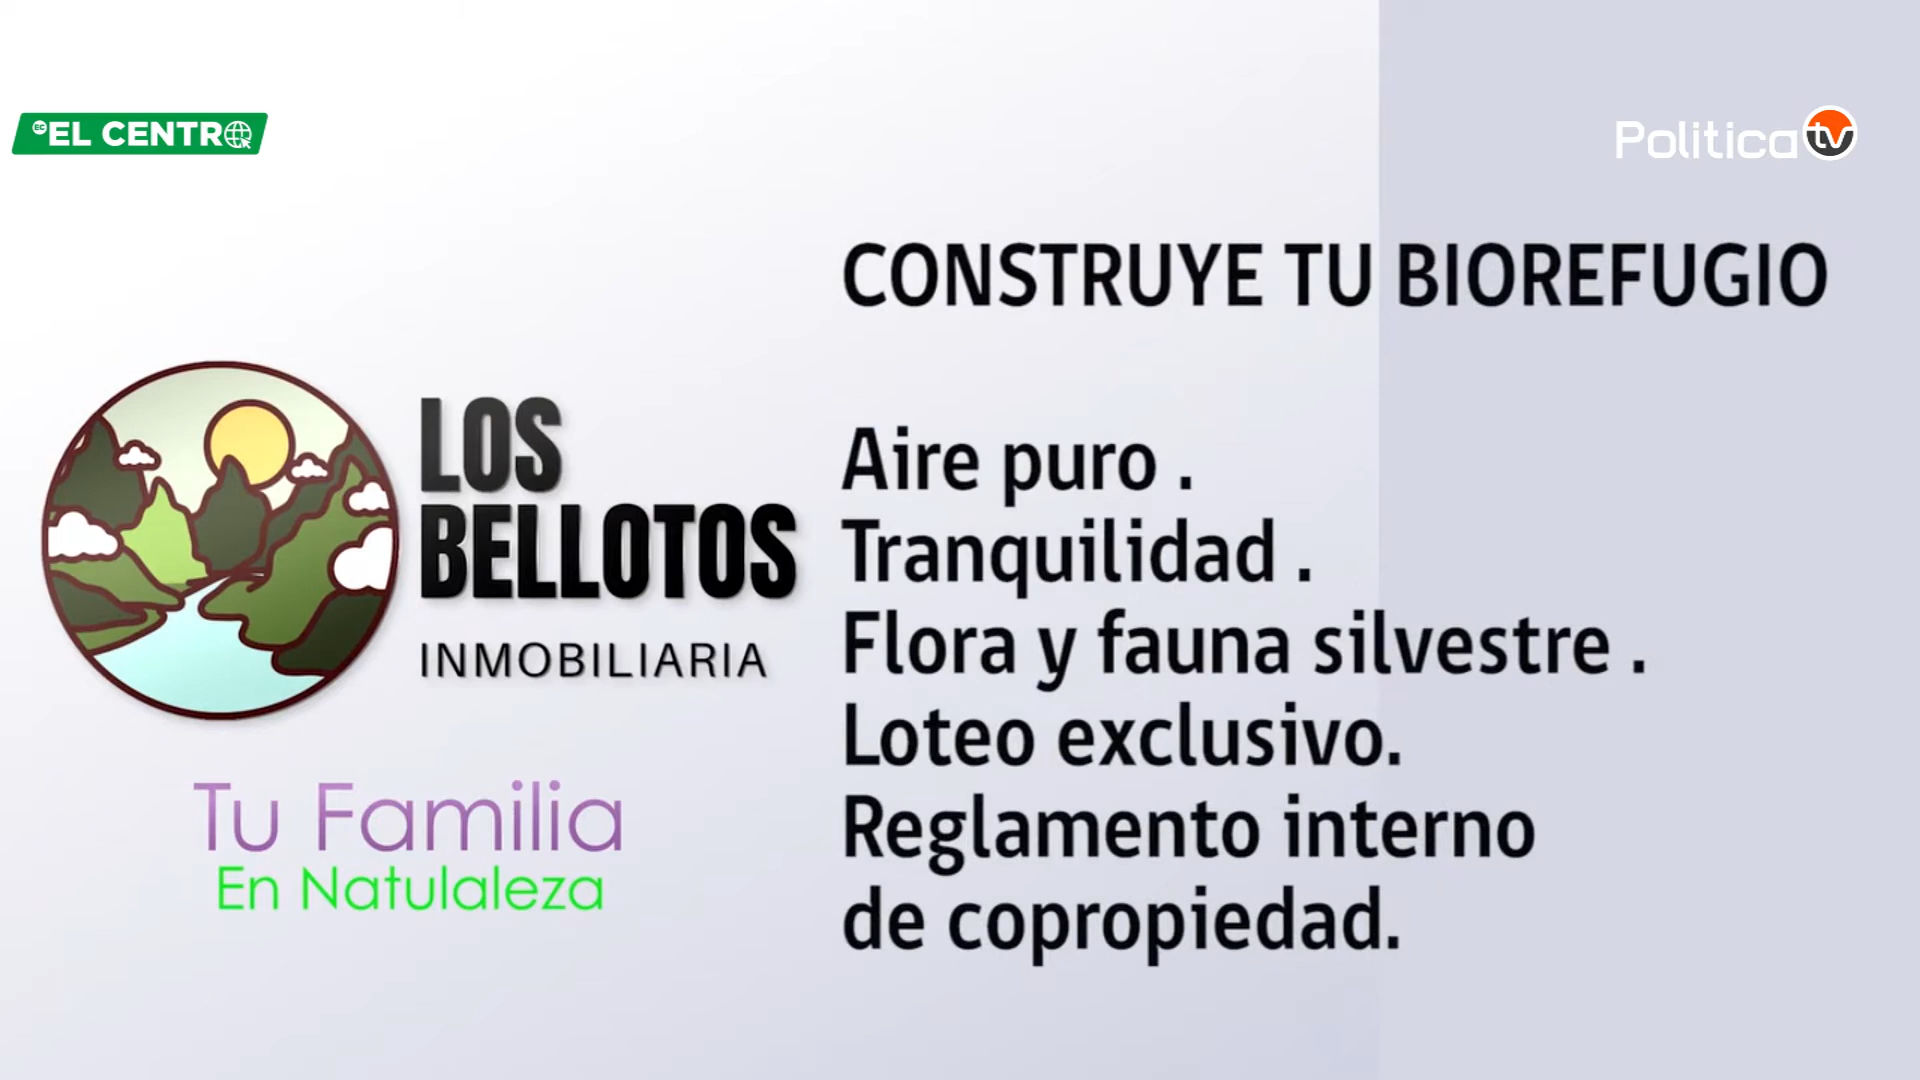 EC EL CENTRO
Politica tv
CONSTRUYE TU BIOREFUGIO
LOS
BELLOTOS
INMOBILIARIA
Tu Familia
En Natulaleza
Aire puro .
Tranquilidad .
Flora y fauna silvestre .
Loteo exclusivo.
Reglamento interno
de copropiedad.